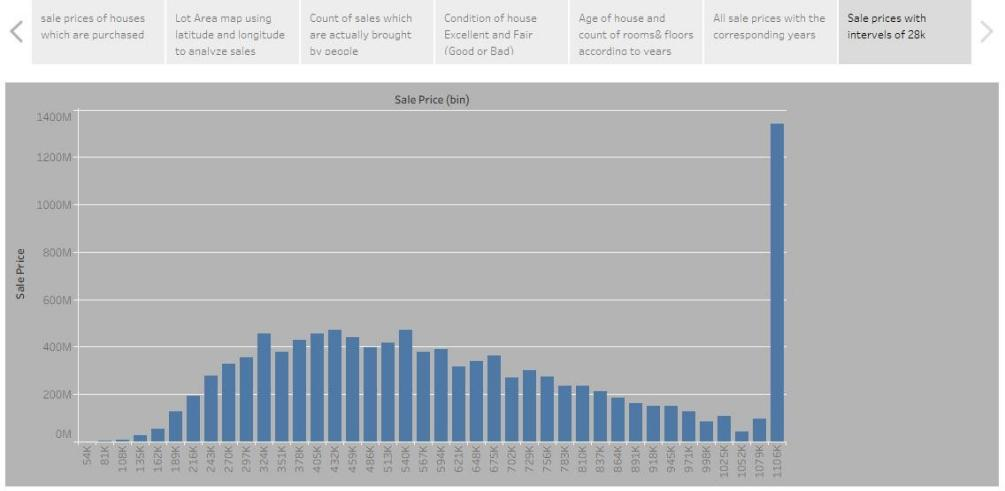 sale prices of houses
which are purchased
Lot Area map using
latitude and longitude
to analyze sales
Count of sales which
are actually brought
by people
Condition of house
Excellent and Fair
(Good or Bad)
Age of house and
count of rooms& floors
according to years
All sale prices with the
corresponding years
Sale prices with
intervels of 28k
Sale Price (bin)
Sale Price
1400M
1200M
1000M
800M
600M
400M
200M
0M
54K
81K
108K
135K
162K
189K
216K
243K
270K
297K
324K
351K
378K
405K
432K
459K
486K
513K
540K
567K
594K
621K
648K
675K
702K
729K
756K
783K
810K
837K
864K
891K
918K
945K
971K
998K
1025K
1052K
1079K
1106K